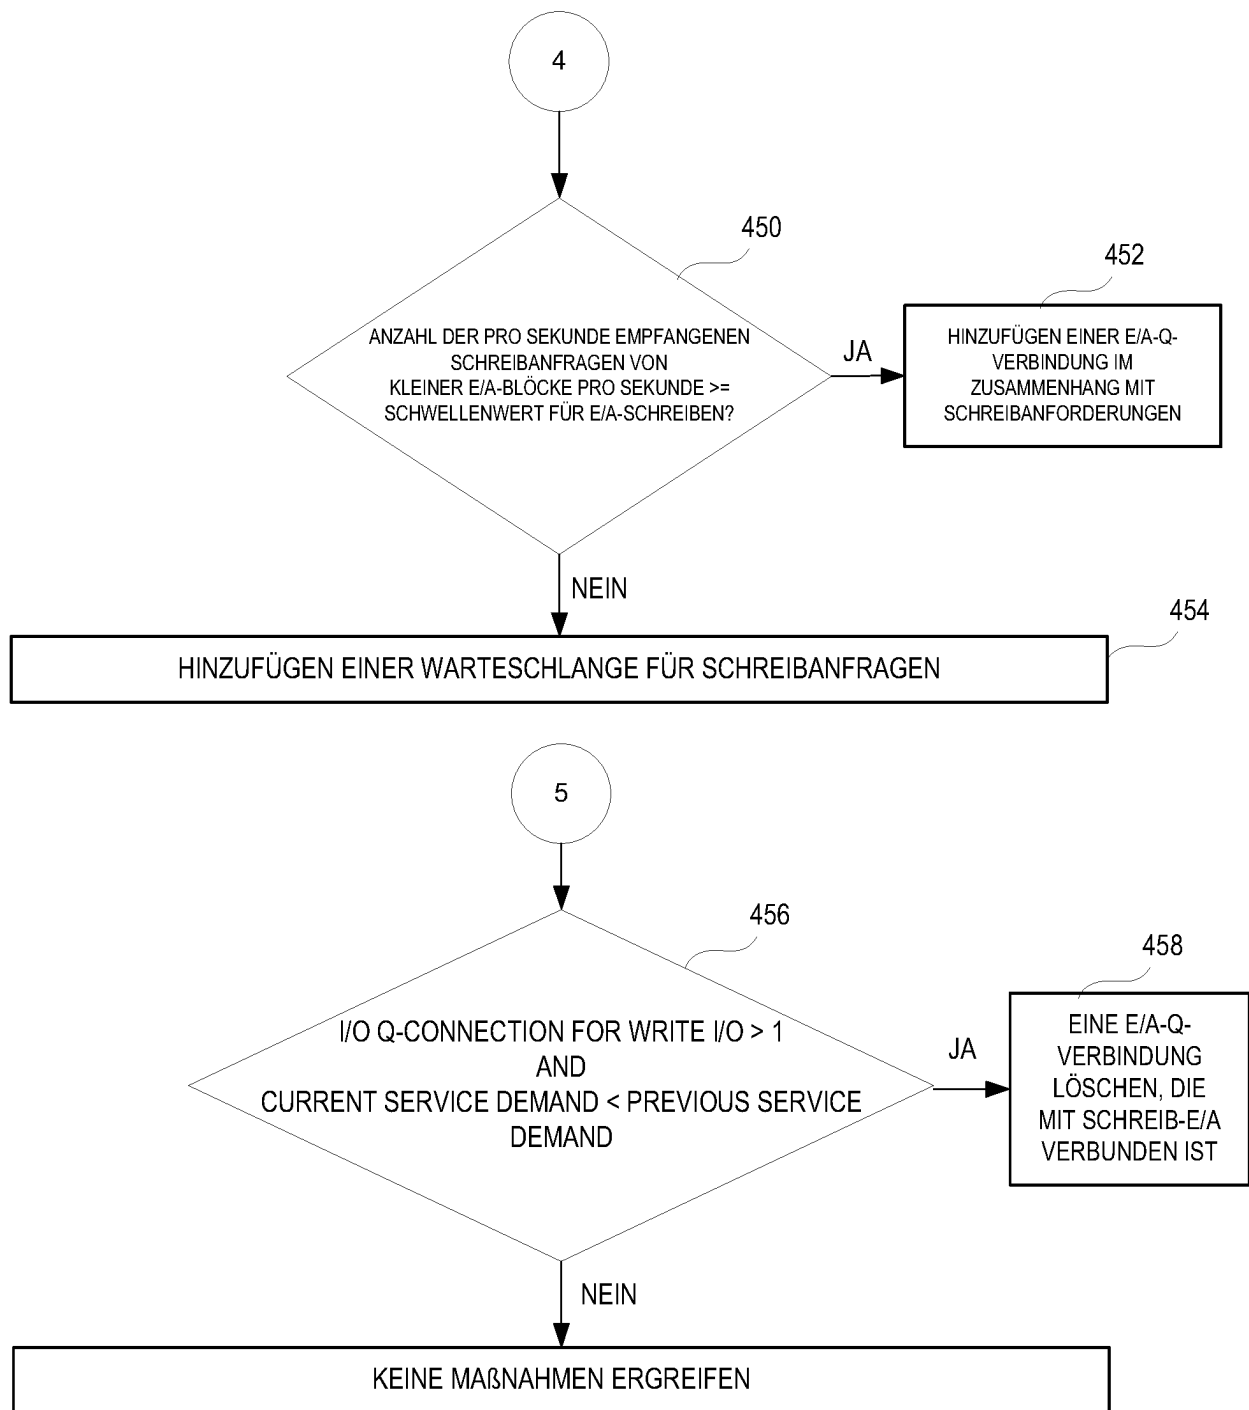 4
450
452
ANZAHL DER PRO SEKUNDE EMPFANGENEN
SCHREIBANFRAGEN VON
KLEINER E/A-BLÖCKE PRO SEKUNDE >=
SCHWELLENWERT FÜR E/A-SCHREIBEN?
JA
HINZUFÜGEN EINER E/A-Q-
VERBINDUNG IM
ZUSAMMENHANG MIT
SCHREIBANFORDERUNGEN
NEIN
454
HINZUFÜGEN EINER WARTESCHLANGE FÜR SCHREIBANFRAGEN
5
456
458
I/O Q-CONNECTION FOR WRITE I/O > 1
AND
CURRENT SERVICE DEMAND < PREVIOUS SERVICE
DEMAND
JA
EINE E/A-Q-
VERBINDUNG
LÖSCHEN, DIE
MIT SCHREIB-E/A
VERBUNDEN IST
NEIN
KEINE MAßNAHMEN ERGREIFEN